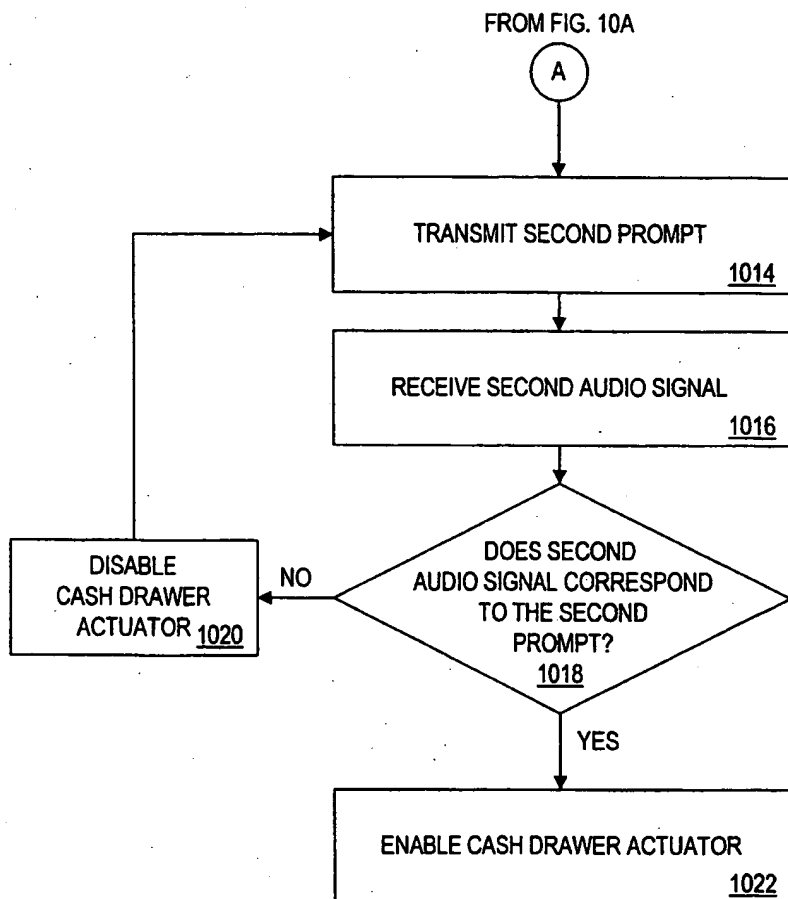 FROM FIG. 10A
A
TRANSMIT SECOND PROMPT
1014
RECEIVE SECOND AUDIO SIGNAL
1016
DOES SECOND
AUDIO SIGNAL CORRESPOND
TO THE SECOND
PROMPT?
1018
NO
DISABLE
CASH DRAWER
ACTUATOR 1020
YES
ENABLE CASH DRAWER ACTUATOR
1022